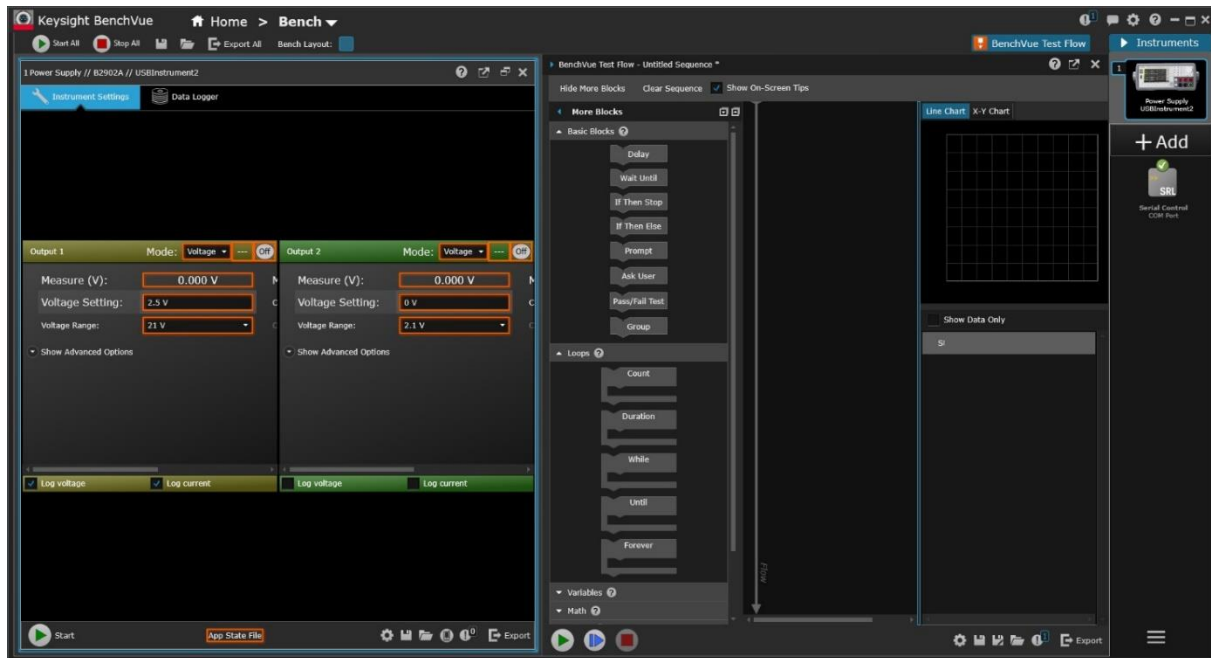 Keysight BenchVue Home > Bench 1
Start All Stop All Export All Bench Layout: BenchVue Test Flow Instruments
1 Power Supply // B2902A // USBInstrument2
Instrument Settings Data Logger
Output 1 Mode: Voltage --- Off
Measure (V): 0.000 V
Voltage Setting: 2.5 V
Voltage Range: 21 V
Show Advanced Options
Log voltage Log current
Output 2 Mode: Voltage --- Off
Measure (V): 0.000 V
Voltage Setting: 0 V
Voltage Range: 2.1 V
Show Advanced Options
Log voltage Log current
Start App State File 0 Export
BenchVue Test Flow - Untitled Sequence *
Hide More Blocks Clear Sequence Show On-Screen Tips
More Blocks
Basic Blocks
Delay
Wait Until
If Then Stop
If Then Else
Prompt
Ask User
Pass/Fail Test
Group
Loops
Count
Duration
While
Until
Forever
Variables
Math
Flow
Line Chart X-Y Chart
Show Data Only
1 Export
1
Power Supply
USBInstrument2
+ Add
SRL
Serial Control
COM Port